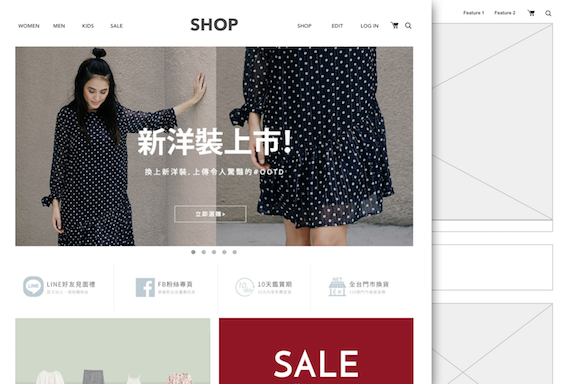 WOMEN MEN KIDS SALE SHOP SHOP EDIT LOG IN
Feature 1 Feature 2
新洋裝上市!
換上新洋裝, 上傳令人驚豔的#OOTD
立即選購
LINE好友見面禮
FB粉絲專頁
10天鑑賞期
全台門市換貨
LINE
10
NET
SALE